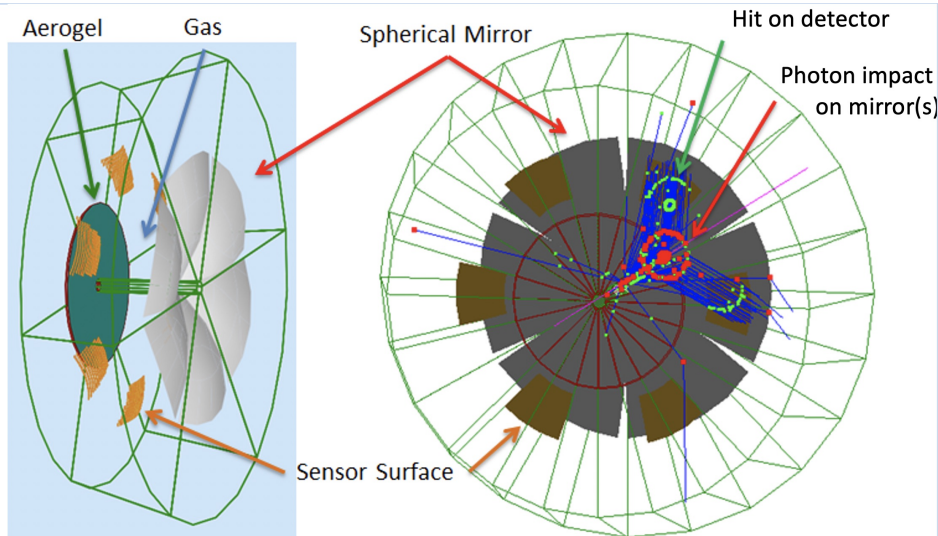 Aerogel
Gas
Spherical Mirror
Hit on detector
Photon impact
on mirror(s)
Sensor Surface